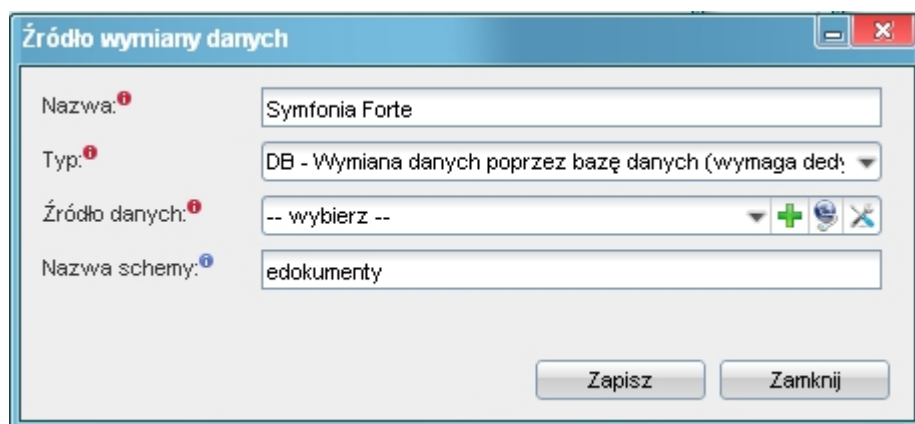 Źródło wymiany danych
Nazwa: Symfonia Forte
Typ: DB - Wymiana danych poprzez bazę danych (wymaga
Źródło danych: -- wybierz --
Nazwa schemy: edokumenty
Zapisz Zamknij